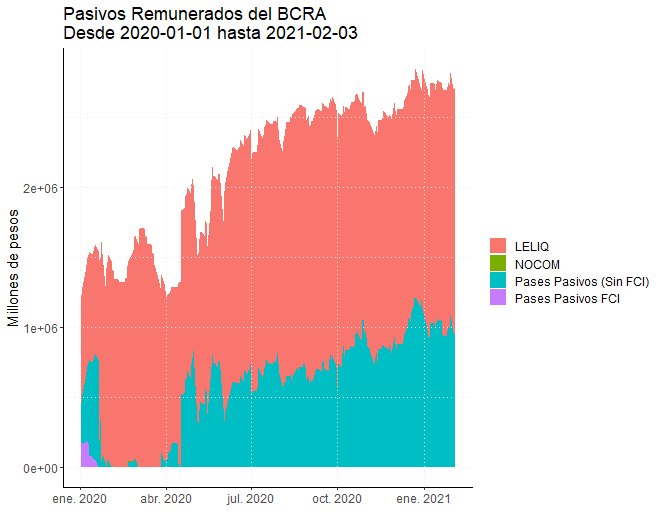 Pasivos Remunerados del BCRA
Desde 2020-01-01 hasta 2021-02-03
Millones de pesos
2e+06
1e+06
0e+00
ene. 2020
abr. 2020
jul. 2020
oct. 2020
ene. 2021
LELIQ
NOCOM
Pases Pasivos (Sin FCI)
Pases Pasivos FCI